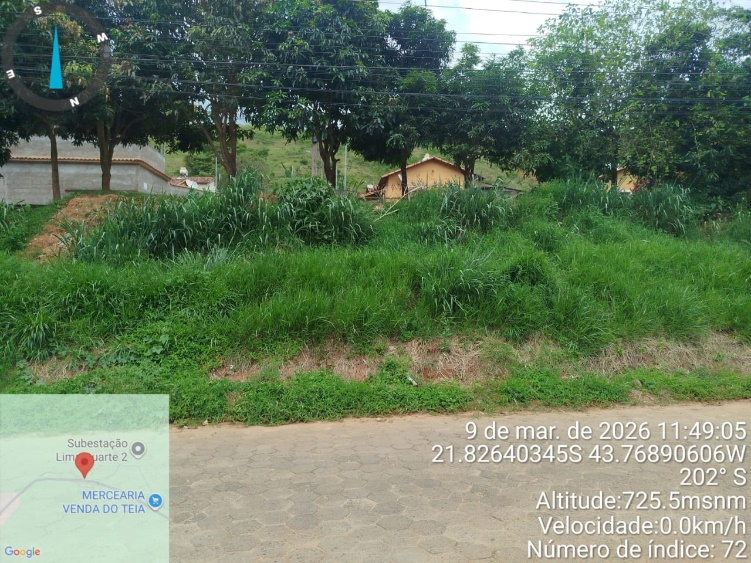 S
W
E
N
9 de mar. de 2026 11:49:05
21.82640345S 43.76890606W
202° S
Altitude:725.5msnm
Velocidade:0.0km/h
Número de índice: 72
Subestação
Lima Duarte 2
MERCEARIA
VENDA DO TEIA
Google